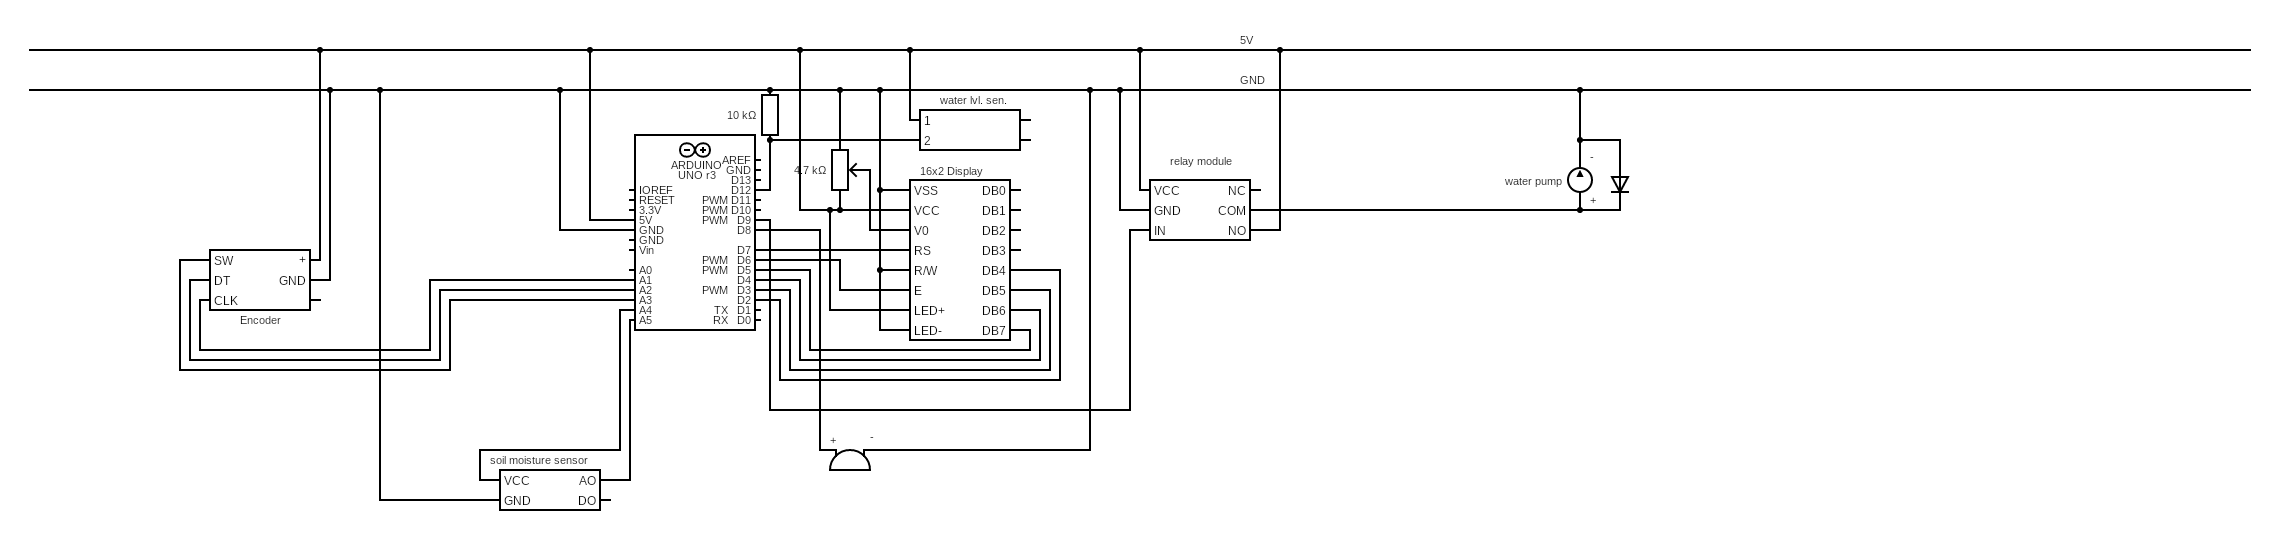 5V
GND
10 kΩ
water lvl. sen.
1
2
ARDUINO
UNO r3
AREF
GND
D13
D12
PWM D11
PWM D10
PWM D9
D8
D7
PWM D6
PWM D5
D4
PWM D3
D2
TX D1
RX D0
IOREF
RESET
3.3V
5V
GND
GND
Vin
A0
A1
A2
A3
A4
A5
4.7 kΩ
16x2 Display
VSS DB0
VCC DB1
V0 DB2
RS DB3
R/W DB4
E DB5
LED+ DB6
LED- DB7
relay module
VCC NC
GND COM
IN NO
water pump
-
+
SW +
DT GND
CLK
Encoder
+ -
soil moisture sensor
VCC AO
GND DO